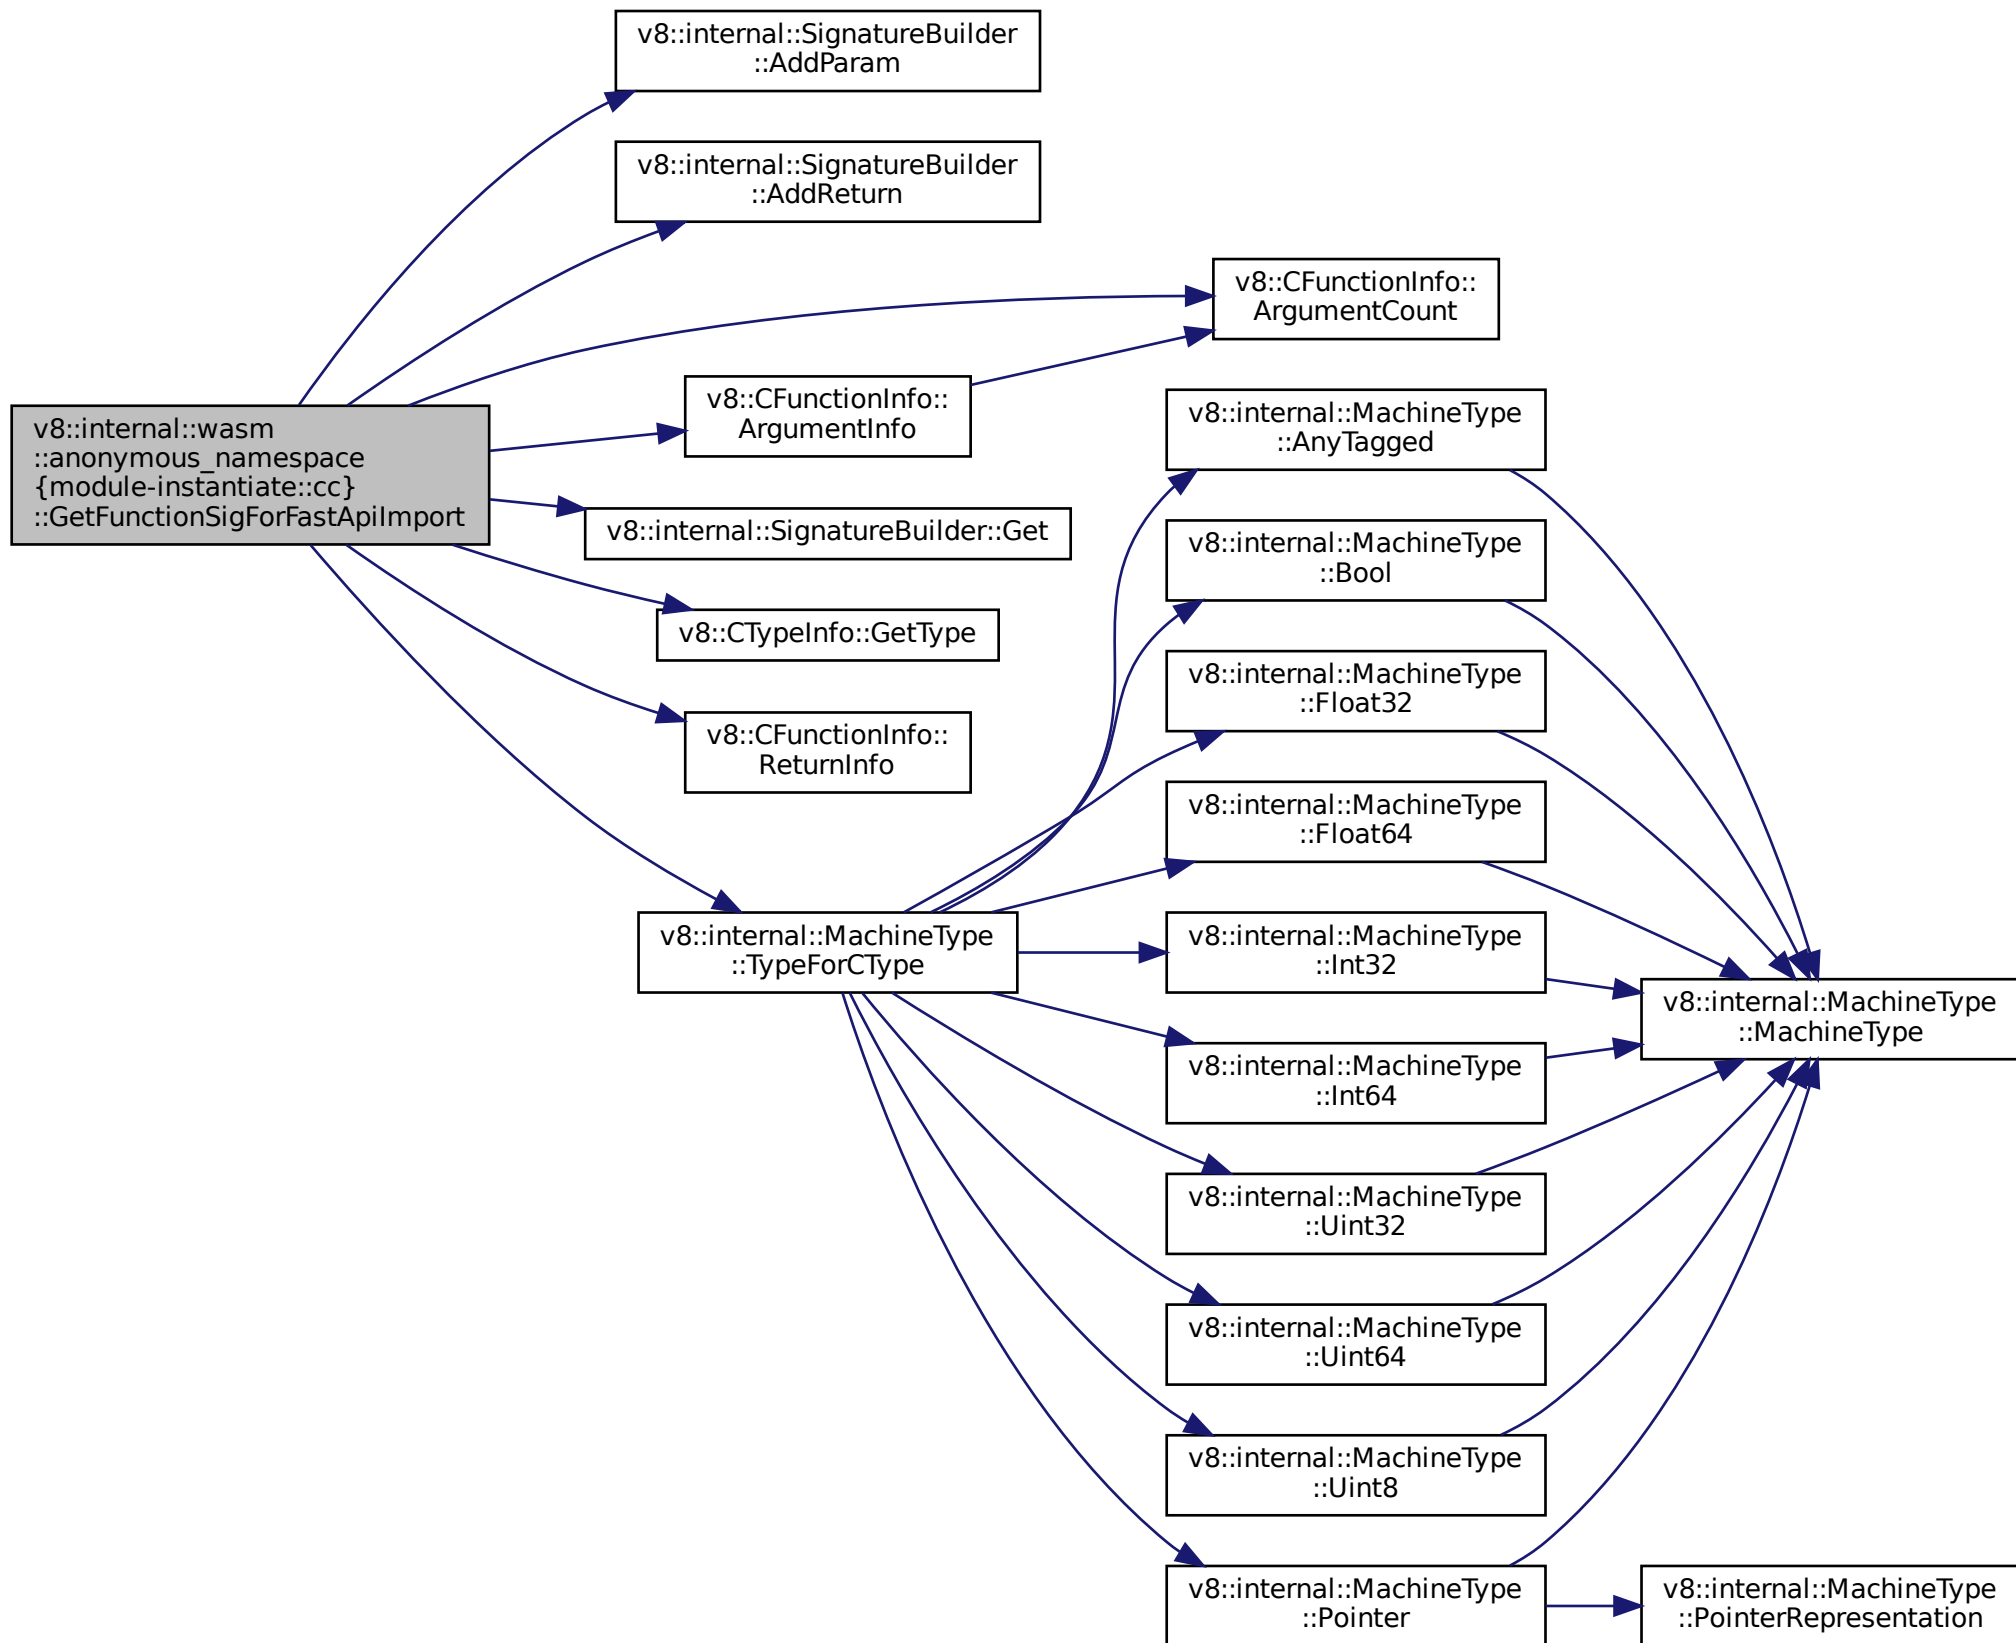 v8::internal::SignatureBuilder
::AddParam
v8::internal::SignatureBuilder
::AddReturn
v8::CFunctionInfo::
ArgumentCount
v8::internal::wasm
::anonymous_namespace
{module-instantiate::cc}
::GetFunctionSigForFastApiImport
v8::CFunctionInfo::
ArgumentInfo
v8::internal::SignatureBuilder::Get
v8::CTypeInfo::GetType
v8::CFunctionInfo::
ReturnInfo
v8::internal::MachineType
::TypeForCType
v8::internal::MachineType
::AnyTagged
v8::internal::MachineType
::Bool
v8::internal::MachineType
::Float32
v8::internal::MachineType
::Float64
v8::internal::MachineType
::Int32
v8::internal::MachineType
::Int64
v8::internal::MachineType
::Uint32
v8::internal::MachineType
::Uint64
v8::internal::MachineType
::Uint8
v8::internal::MachineType
::Pointer
v8::internal::MachineType
::MachineType
v8::internal::MachineType
::PointerRepresentation